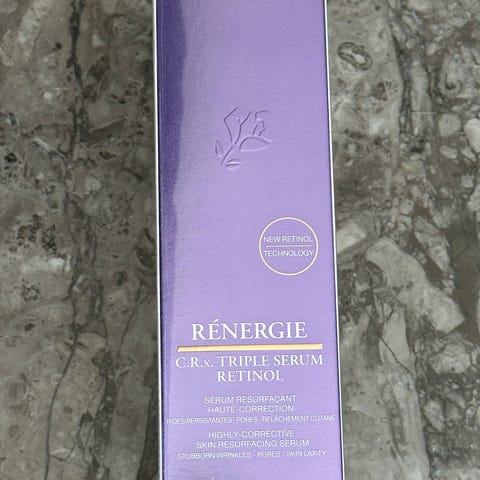 NEW RETINOL
TECHNOLOGY
RÉNERGIE
C.R.x. TRIPLE SERUM
RETINOL
SÉRUM RESURFAÇANT
HAUTE-CORRECTION
RIDES PERSISTANTES - PORES - RELÂCHEMENT CUTANÉ
HIGHLY-CORRECTIVE
SKIN RESURFACING SERUM
STUBBORN WRINKLES - PORES - SKIN LAXITY